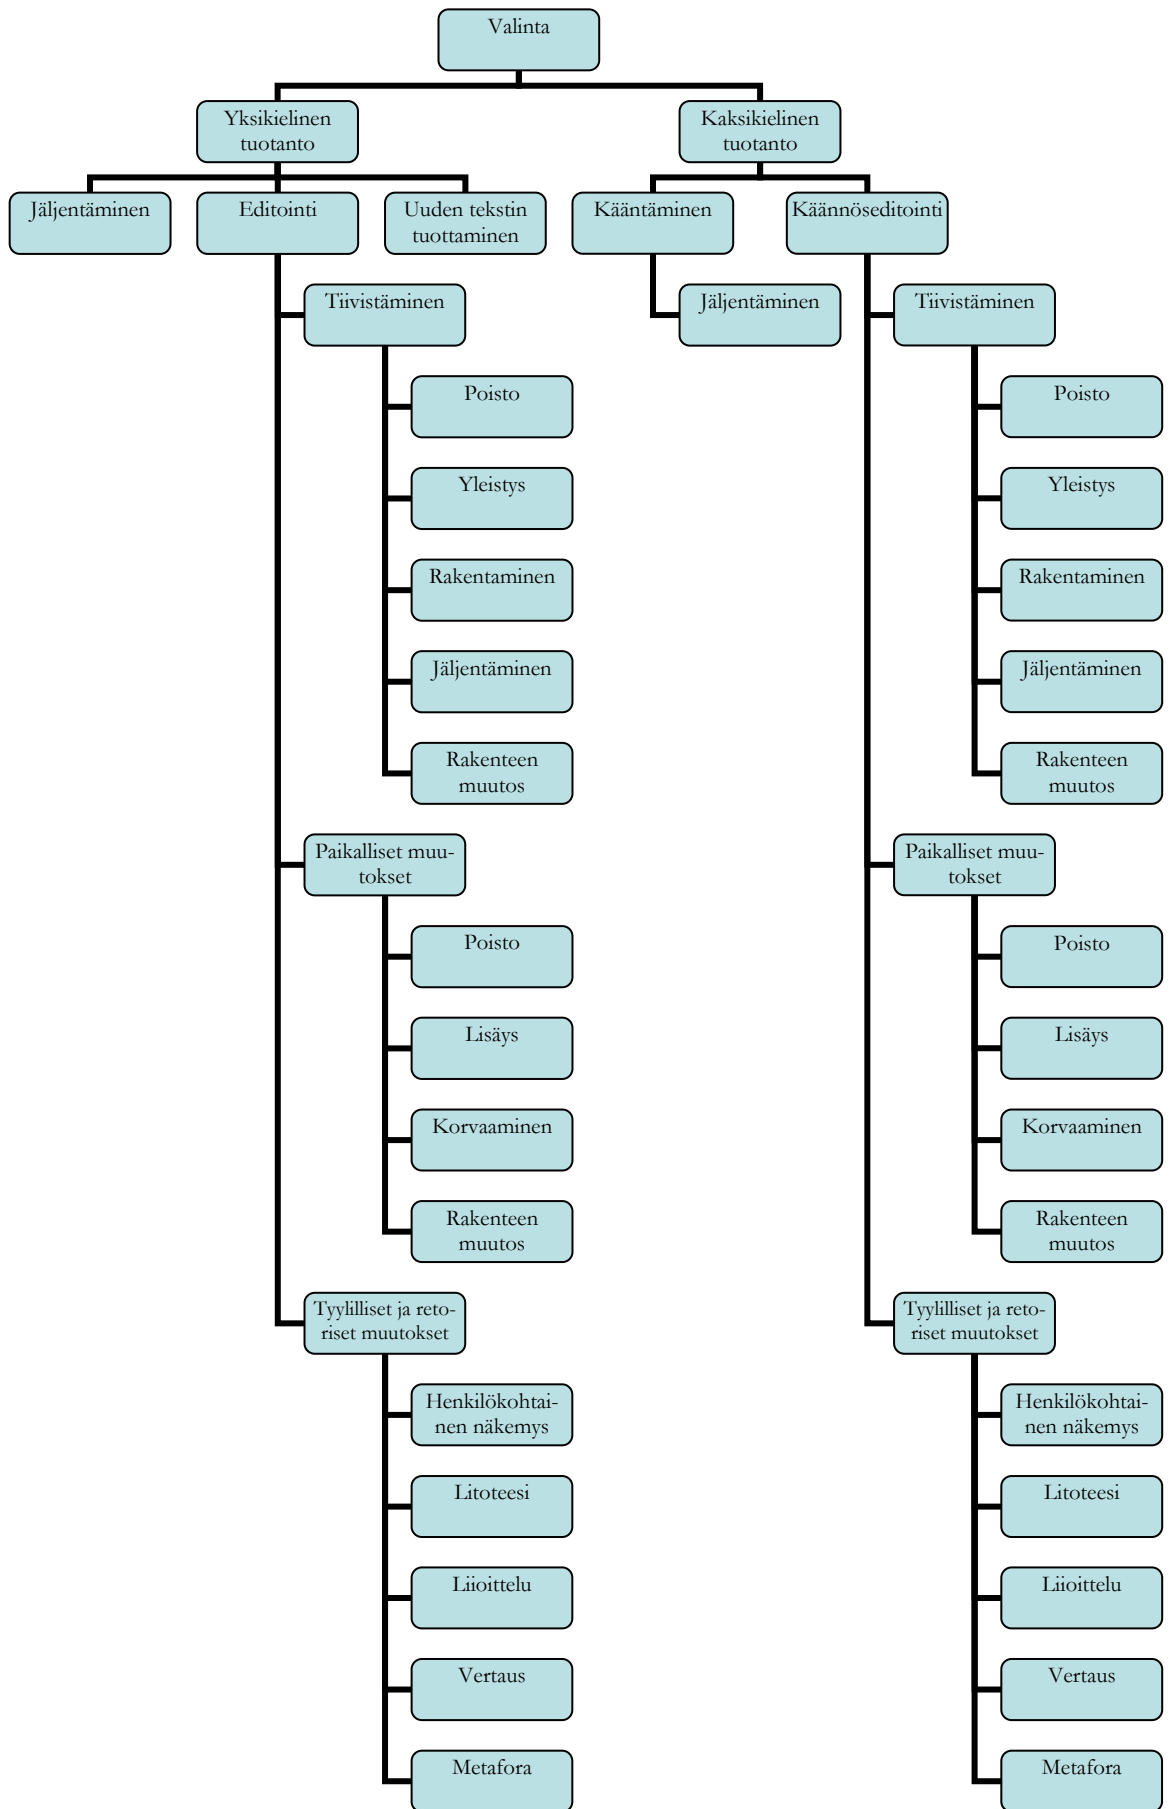 Valinta
Yksikielinen
tuotanto
Kaksikielinen
tuotanto
Jäljentäminen
Editointi
Uuden tekstin
tuottaminen
Kääntäminen
Käännöseditointi
Tiivistäminen
Jäljentäminen
Tiivistäminen
Poisto
Poisto
Yleistys
Yleistys
Rakentaminen
Rakentaminen
Jäljentäminen
Jäljentäminen
Rakenteen
muutos
Rakenteen
muutos
Paikalliset muu-
tokset
Paikalliset muu-
tokset
Poisto
Poisto
Lisäys
Lisäys
Korvaaminen
Korvaaminen
Rakenteen
muutos
Rakenteen
muutos
Tyylilliset ja reto-
riset muutokset
Tyylilliset ja reto-
riset muutokset
Henkilökohtai-
nen näkemys
Henkilökohtai-
nen näkemys
Litoteesi
Litoteesi
Liioittelu
Liioittelu
Vertaus
Vertaus
Metafora
Metafora